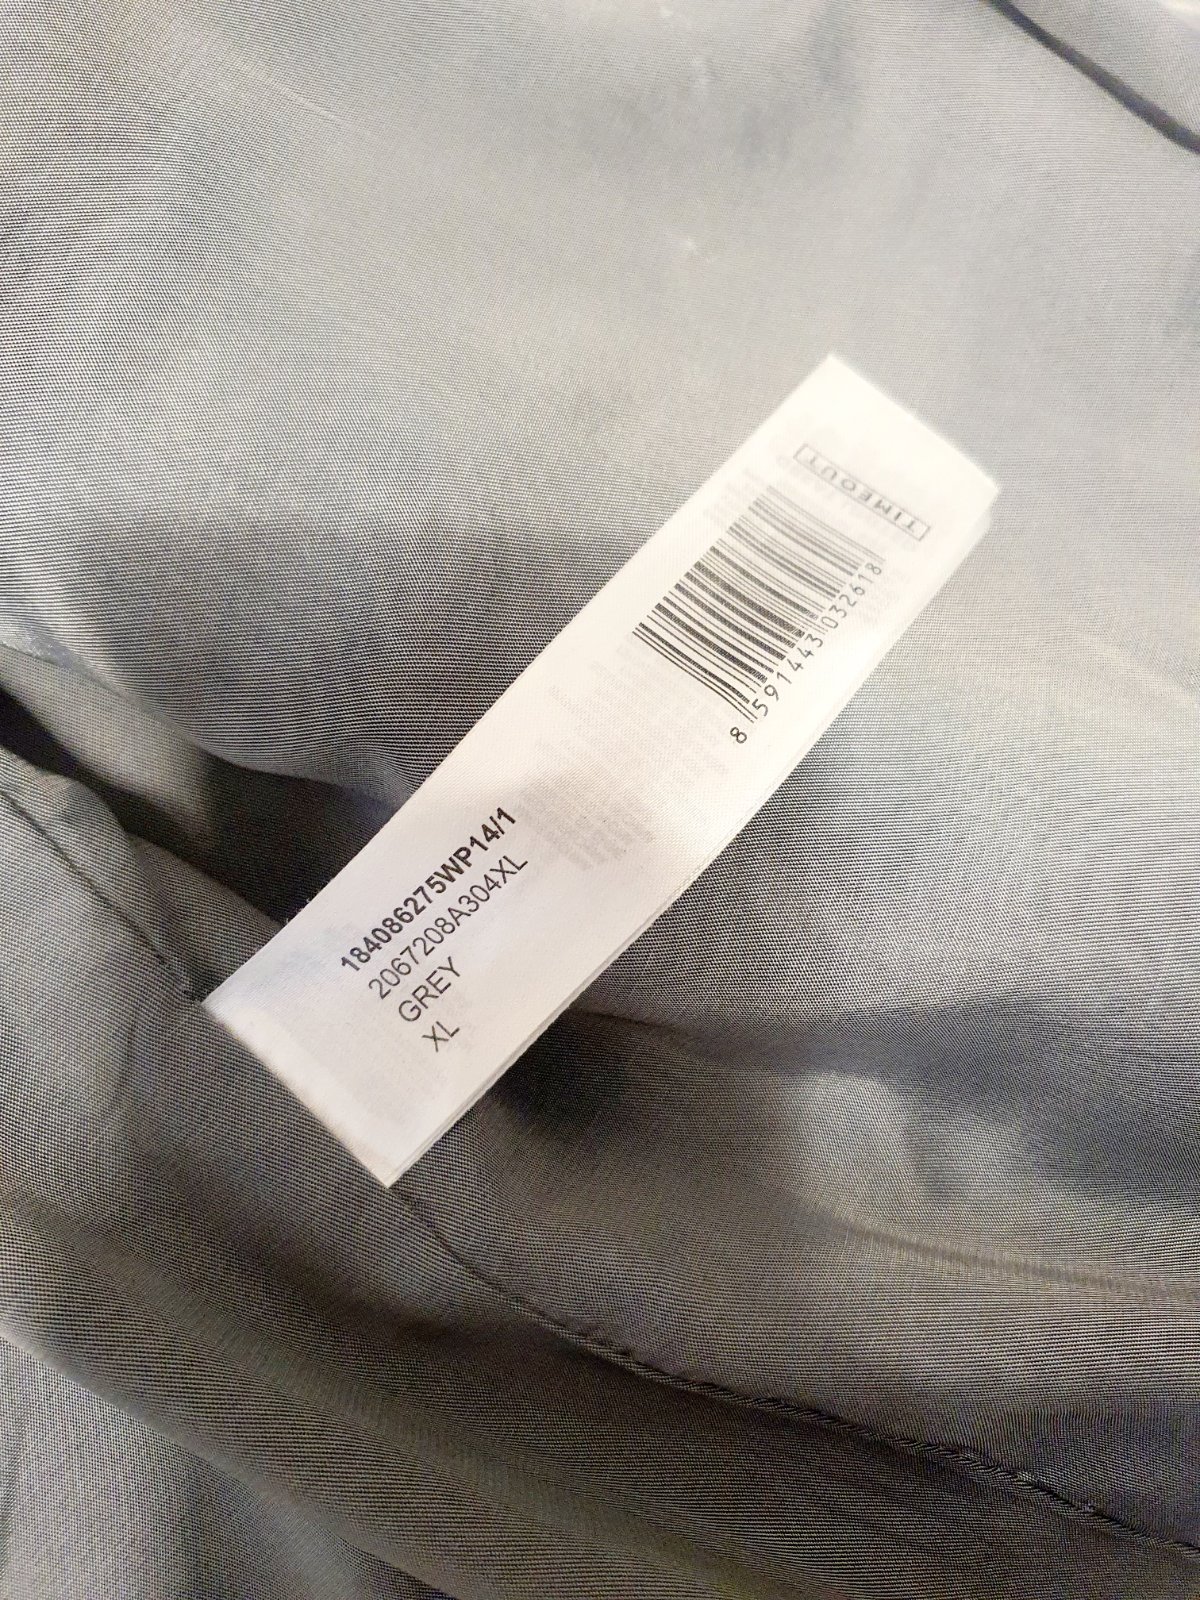 184086275WP14/1
2067208A304XL
GREY
XL
8 591443 032618
TIMEOUT